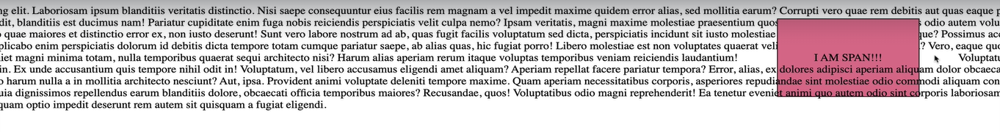 ng elit. Laboriosam ipsum blanditiis veritatis distinctio. Nisi saepe consequuntur eius facilis rem magnam a vel impedit maxime quidem error alias, sed mollitia earum? Corrupti vero quae rem debitis aut quas eaque p
dit, blanditiis est ducimus nam! Pariatur cupiditate enim fuga nobis reiciendis perspiciatis velit culpa nemo? Ipsam veritatis, magni maxime molestiae praesentium quos odio autem volu
quae maiores et distinctio error ex, non iusto deserunt! Sunt vero labore nostrum ad ab, quas fugit facilis voluptatum sed dicta, perspiciatis incidunt sit iusto molestiae que? Possimus acc
plicabo enim perspiciatis dolorum id debitis dicta tempore totam cumque pariatur saepe, ab alias quas, hic fugiat porro! Libero molestiae est non voluptates quaerat veli ? Vero, eaque quo
iet magni minima totam, nulla temporibus quaerat sequi architecto nisi? Harum alias aperiam rerum itaque voluptas temporibus veniam reiciendis laudantium! I AM SPAN!!! Voluptat
in. Ex unde accusantium quis tempore nihil odit in! Voluptatum, vel libero accusamus eligendi amet aliquam? Aperiam repellat facere pariatur tempora? Error, alias, ex dolores adipisci aperiam aliquam dolor obcaeca
o harum nulla a in mollitia architecto nesciunt? Aut, ipsa. Provident animi voluptate deleniti tempore maxime. Quam aperiam necessitatibus corporis, asperiores repudiandae sint molestiae odio commodi aliquam con
uia dignissimos repellendus earum blanditiis dolore, obcaecati officia temporibus maiores? Recusandae, quos! Voluptatibus odio magni reprehenderit! Ea tenetur eveniet animi quo autem odio sint corporis laboriosam
quam optio impedit deserunt rem autem sit quisquam a fugiat eligendi.